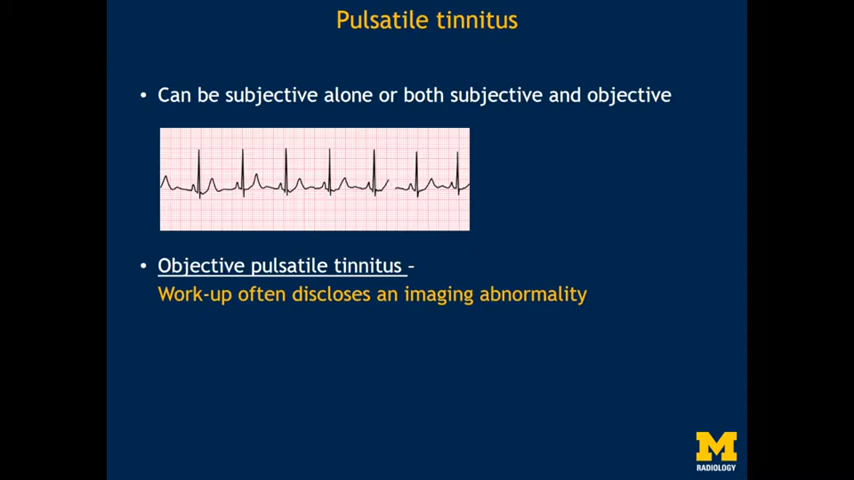 Pulsatile tinnitus
• Can be subjective alone or both subjective and objective
• Objective pulsatile tinnitus –
Work-up often discloses an imaging abnormality
M
RADIOLOGY